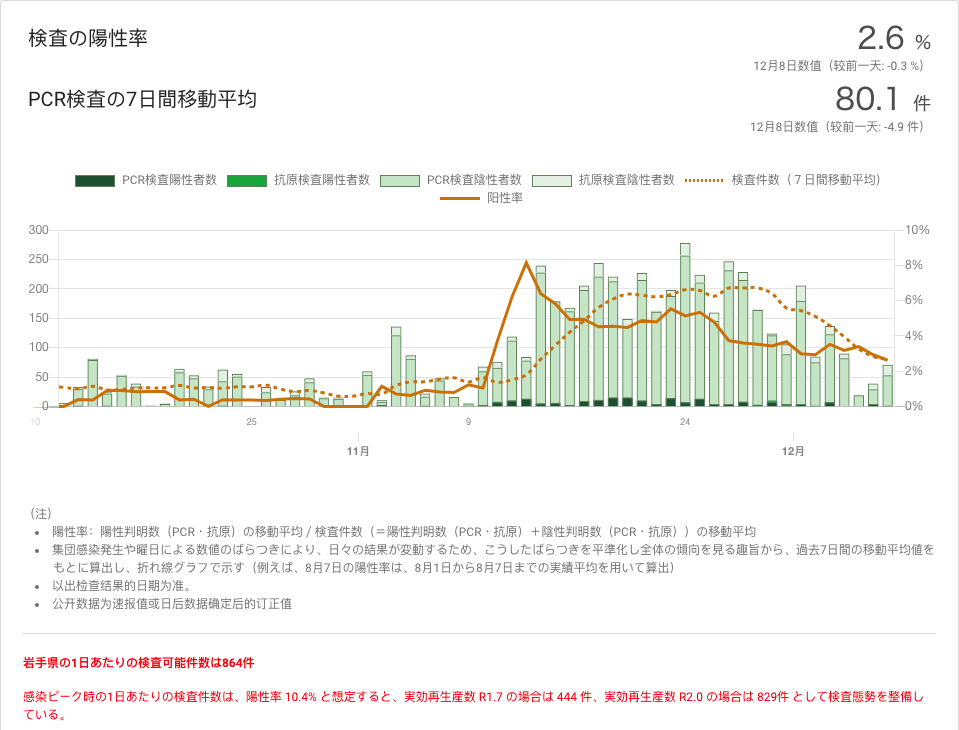 検査の陽性率
2.6 %
12月8日数值（较前一天: -0.3 %）
PCR検査の7日間移動平均
80.1 件
12月8日数值（较前一天: -4.9 件）
PCR検査陽性者数 抗原検査陽性者数 PCR検査陰性者数 抗原検査陰性者数 検査件数（７日間移動平均）
阳性率
300 10%
250 8%
200 6%
150 4%
100 2%
50 0%
0
10 25 9 24
11月 12月
（注）
陽性率：陽性判明数（PCR・抗原）の移動平均 / 検査件数（＝陽性判明数（PCR・抗原）＋陰性判明数（PCR・抗原））の移動平均
集団感染発生や曜日による数値のばらつきにより、日々の結果が変動するため、こうしたばらつきを平準化し全体の傾向を見る趣旨から、過去7日間の移動平均値を
もとに算出し、折れ線グラフで示す（例えば、8月7日の陽性率は、8月1日から8月7日までの実績平均を用いて算出）
以出检查结果的日期为准。
公开数据为速报值或日后数据确定后的订正值
岩手県の1日あたりの検査可能件数は864件
感染ピーク時の1日あたりの検査件数は、陽性率 10.4% と想定すると、実効再生産数 R1.7 の場合は 444 件、実効再生産数 R2.0 の場合は 829件 として検査態勢を整備し
ている。